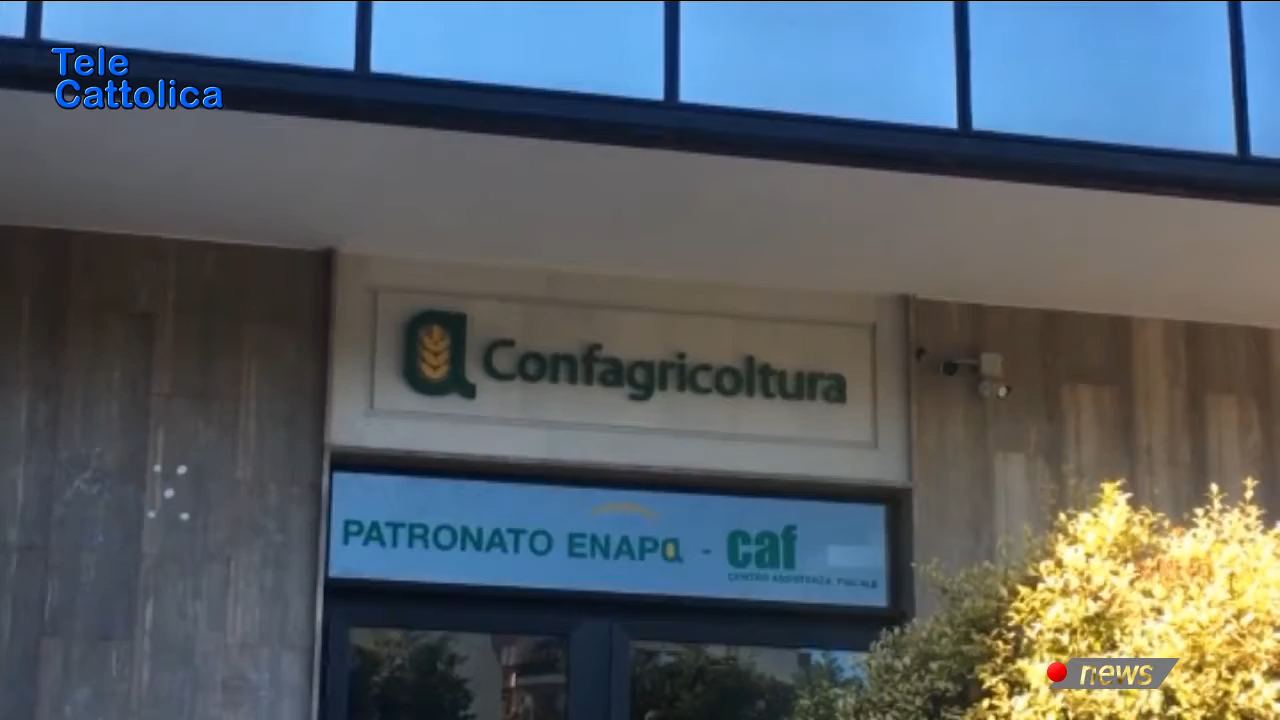 Tele
Cattolica
Confagricoltura
PATRONATO ENAPa - caf
CENTRO ASSISTENZA FISCALE
news